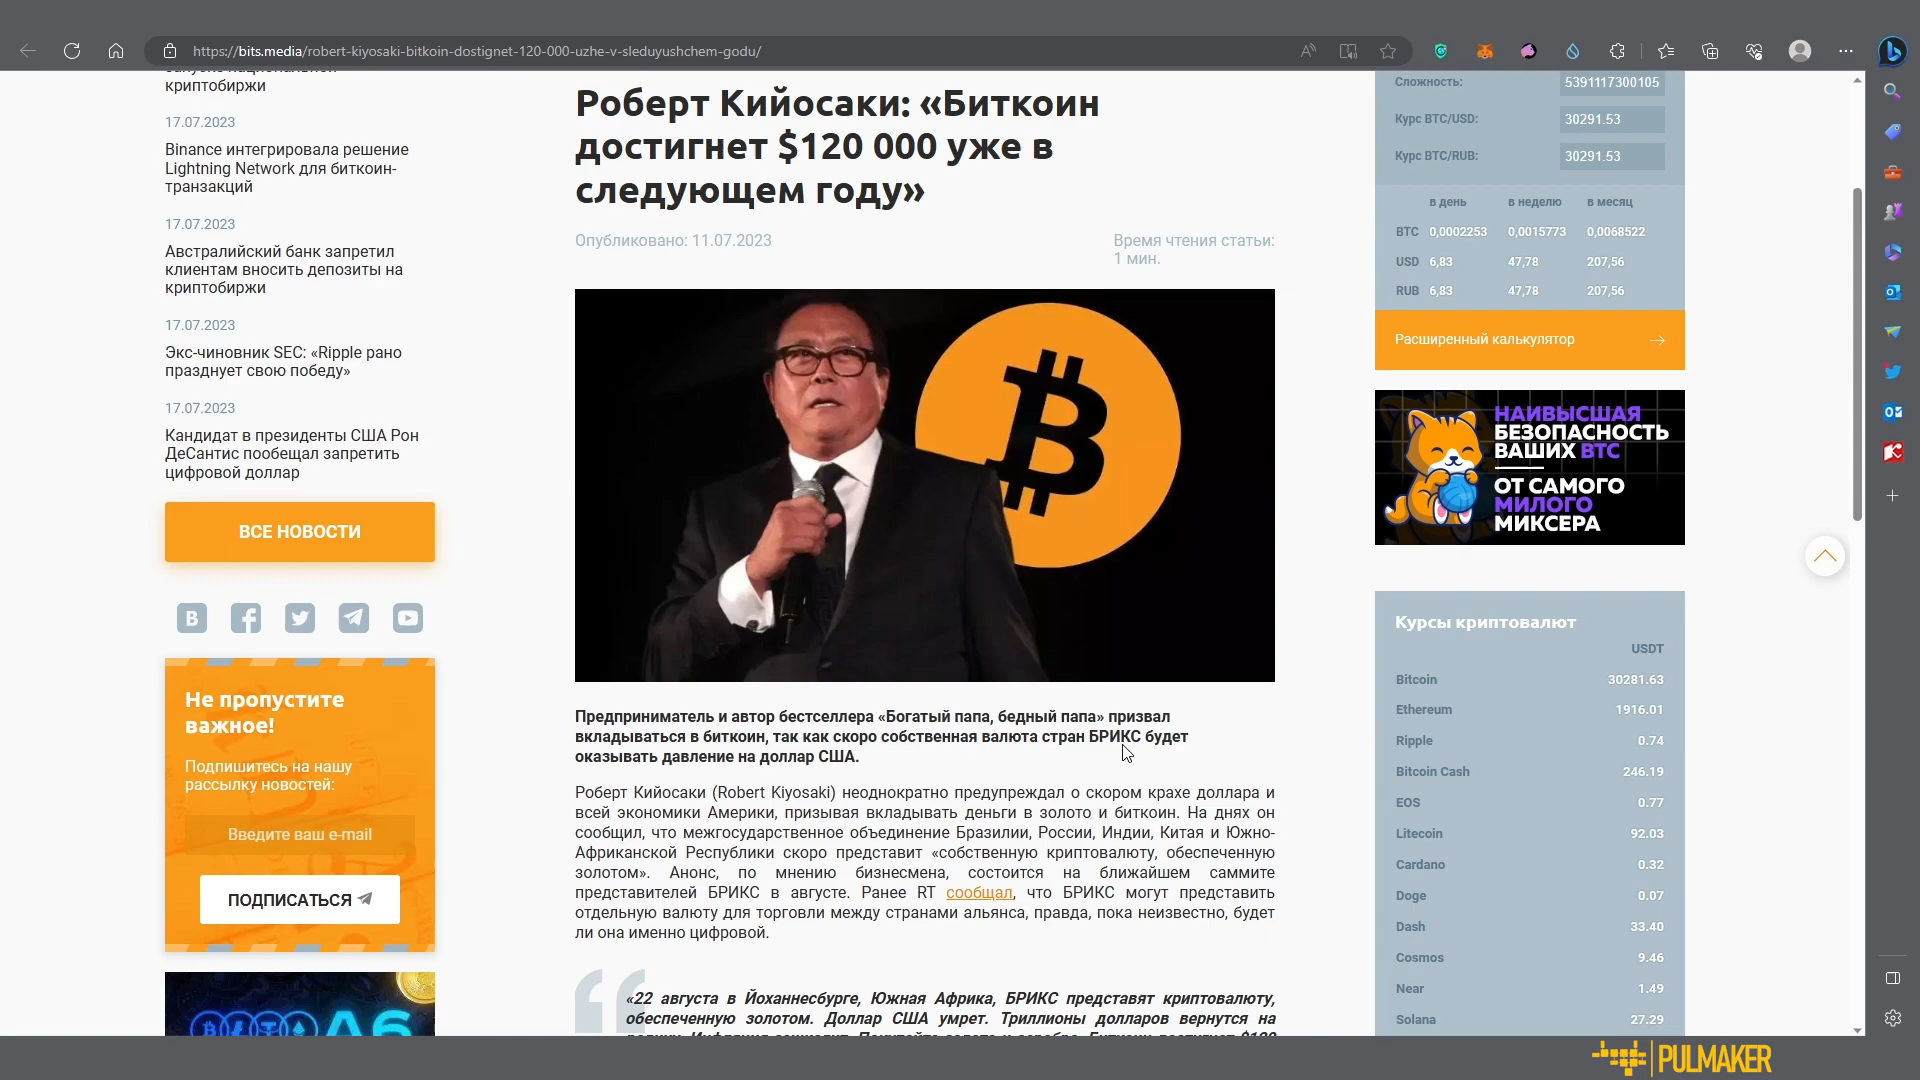 https://bits.media/robert-kiyosaki-bitkoin-dostignet-120-000-uzhe-v-sleduyushchem-godu/
криптобиржи
17.07.2023
Binance интегрировала решение
Lightning Network для биткоин-
транзакций
17.07.2023
Австралийский банк запретил
клиентам вносить депозиты на
криптобиржи
17.07.2023
Экс-чиновник SEC: «Ripple рано
празднует свою победу»
17.07.2023
Кандидат в президенты США Рон
ДеСантис пообещал запретить
цифровой доллар
ВСЕ НОВОСТИ
Не пропустите
важное!
Подпишитесь на нашу
рассылку новостей:
Введите ваш e-mail
ПОДПИСАТЬСЯ
Роберт Кийосаки: «Биткоин
достигнет $120 000 уже в
следующем году»
Опубликовано: 11.07.2023
Время чтения статьи:
1 мин.
Предприниматель и автор бестселлера «Богатый папа, бедный папа» призвал
вкладываться в биткоин, так как скоро собственная валюта стран БРИКС будет
оказывать давление на доллар США.
Роберт Кийосаки (Robert Kiyosaki) неоднократно предупреждал о скором крахе доллара и
всей экономики Америки, призывая вкладывать деньги в золото и биткоин. На днях он
сообщил, что межгосударственное объединение Бразилии, России, Индии, Китая и Южно-
Африканской Республики скоро представит «собственную криптовалюту, обеспеченную
золотом». Анонс, по мнению бизнесмена, состоится на ближайшем саммите
представителей БРИКС в августе. Ранее RT сообщал, что БРИКС могут представить
отдельную валюту для торговли между странами альянса, правда, пока неизвестно, будет
ли она именно цифровой.
«22 августа в Йоханнесбурге, Южная Африка, БРИКС представят криптовалюту,
обеспеченную золотом. Доллар США умрет. Триллионы долларов вернутся на
Сложность: 5391117300105
Курс BTC/USD: 30291.53
Курс BTC/RUB: 30291.53
в день в неделю в месяц
BTC 0,0002253 0,0015773 0,0068522
USD 6,83 47,78 207,56
RUB 6,83 47,78 207,56
Расширенный калькулятор
НАИВЫСШАЯ
БЕЗОПАСНОСТЬ
ВАШИХ BTC
ОТ САМОГО
МИЛОГО
МИКСЕРА
Курсы криптовалют
USDT
Bitcoin 30281.63
Ethereum 1916.01
Ripple 0.74
Bitcoin Cash 246.19
EOS 0.77
Litecoin 92.03
Cardano 0.32
Doge 0.07
Dash 33.40
Cosmos 9.46
Near 1.49
Solana 27.29
PULMAKER